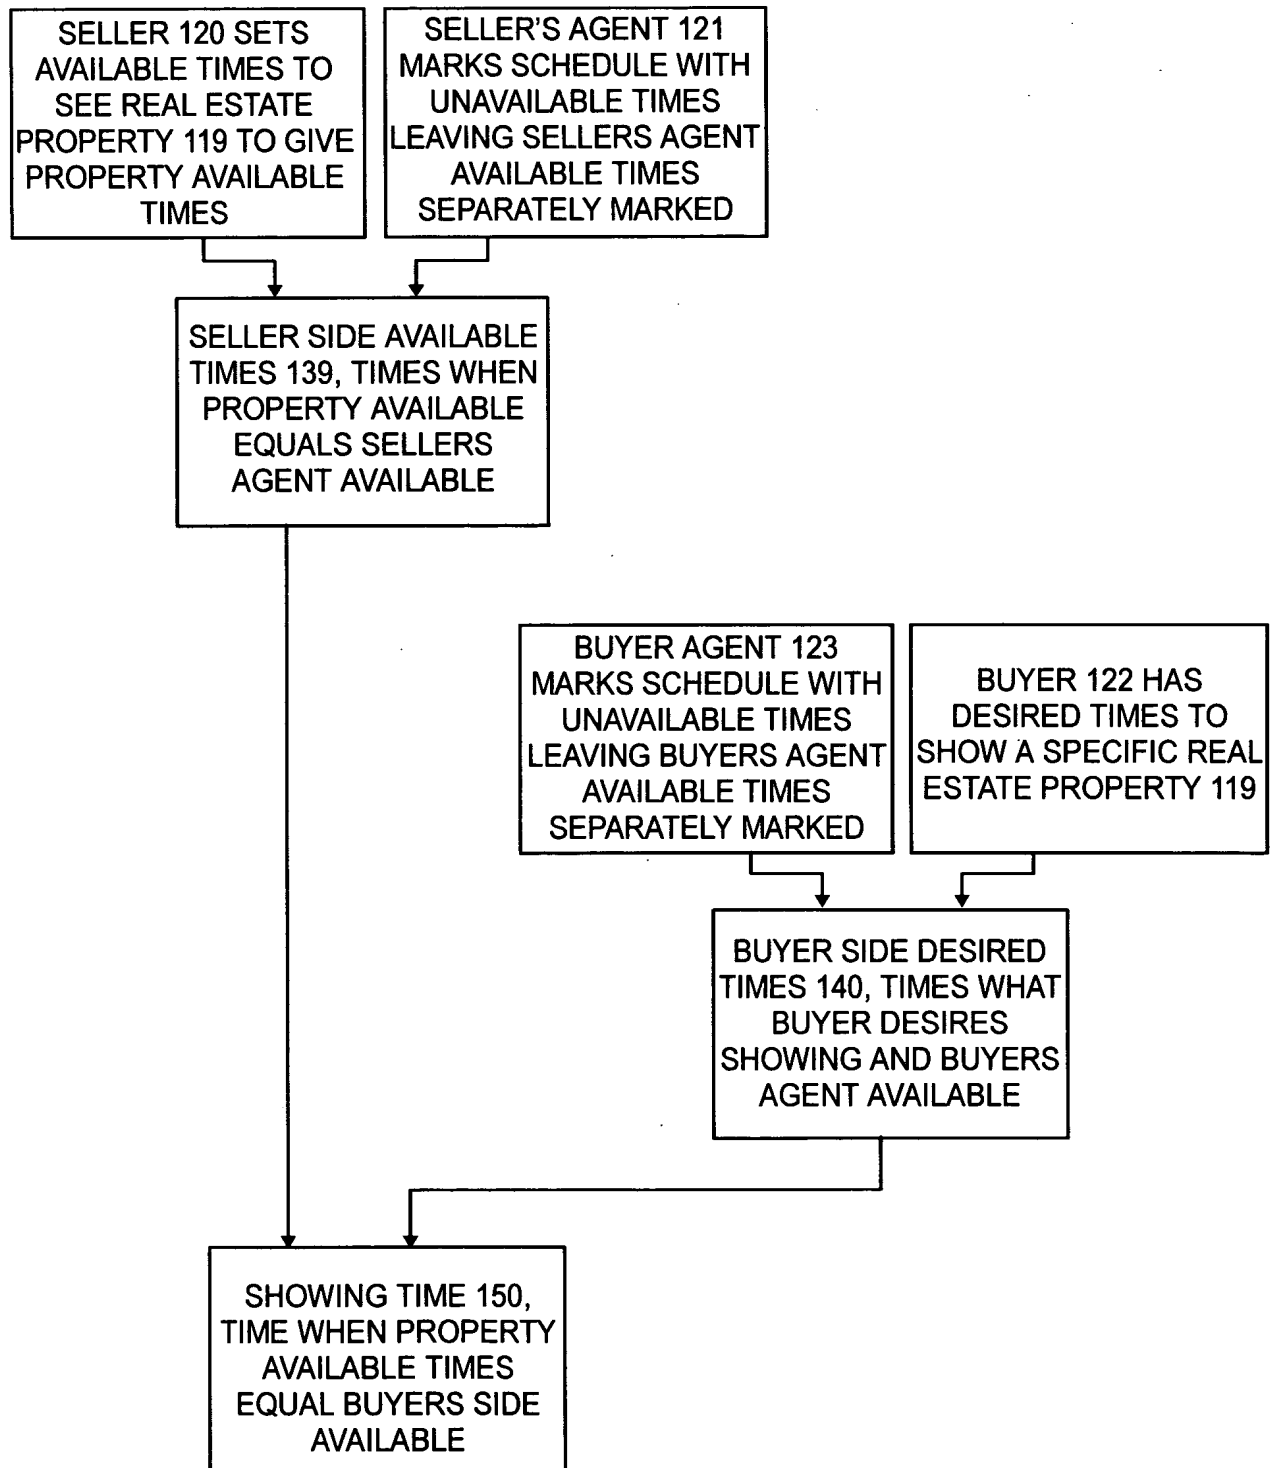 SELLER 120 SETS
AVAILABLE TIMES TO
SEE REAL ESTATE
PROPERTY 119 TO GIVE
PROPERTY AVAILABLE
TIMES
SELLER'S AGENT 121
MARKS SCHEDULE WITH
UNAVAILABLE TIMES
LEAVING SELLERS AGENT
AVAILABLE TIMES
SEPARATELY MARKED
SELLER SIDE AVAILABLE
TIMES 139, TIMES WHEN
PROPERTY AVAILABLE
EQUALS SELLERS
AGENT AVAILABLE
BUYER AGENT 123
MARKS SCHEDULE WITH
UNAVAILABLE TIMES
LEAVING BUYERS AGENT
AVAILABLE TIMES
SEPARATELY MARKED
BUYER 122 HAS
DESIRED TIMES TO
SHOW A SPECIFIC REAL
ESTATE PROPERTY 119
BUYER SIDE DESIRED
TIMES 140, TIMES WHAT
BUYER DESIRES
SHOWING AND BUYERS
AGENT AVAILABLE
SHOWING TIME 150,
TIME WHEN PROPERTY
AVAILABLE TIMES
EQUAL BUYERS SIDE
AVAILABLE